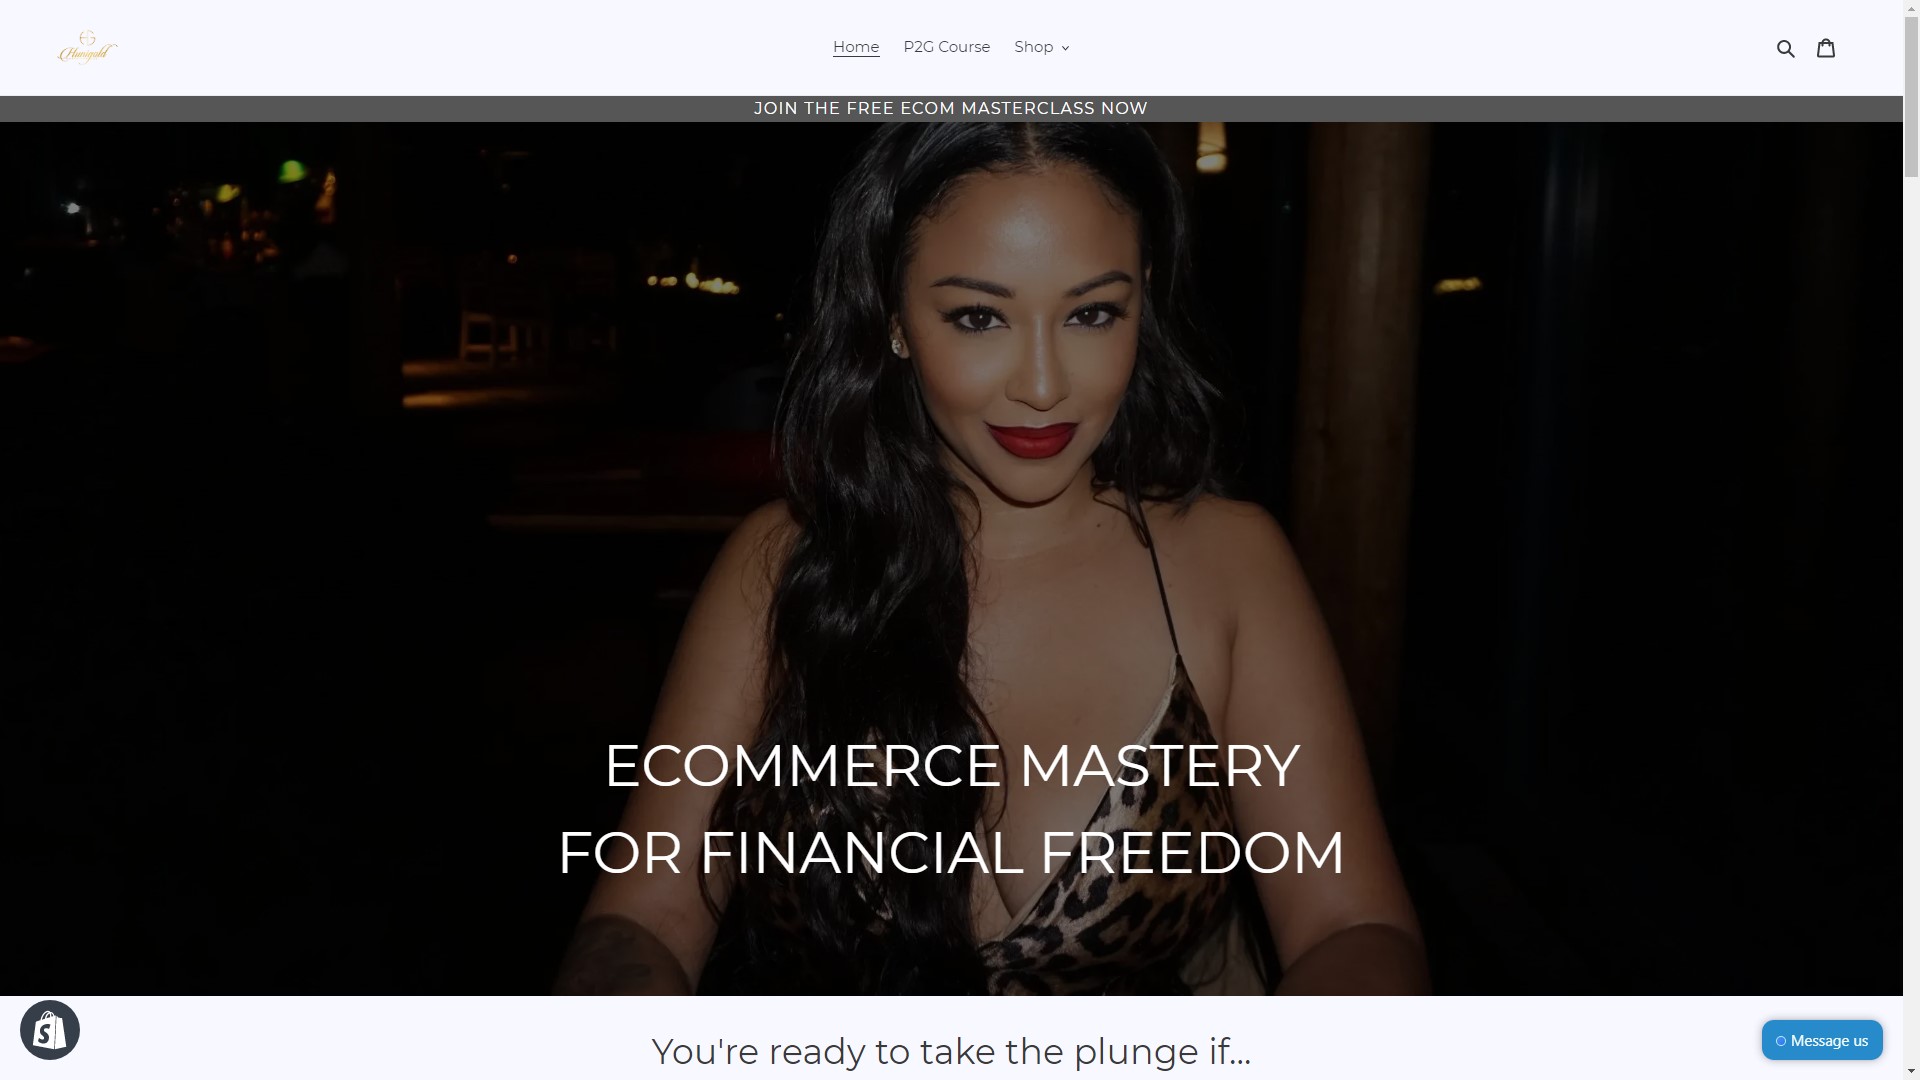 Hunigold
Home P2G Course Shop
JOIN THE FREE ECOM MASTERCLASS NOW
ECOMMERCE MASTERY
FOR FINANCIAL FREEDOM
You're ready to take the plunge if...
Message us